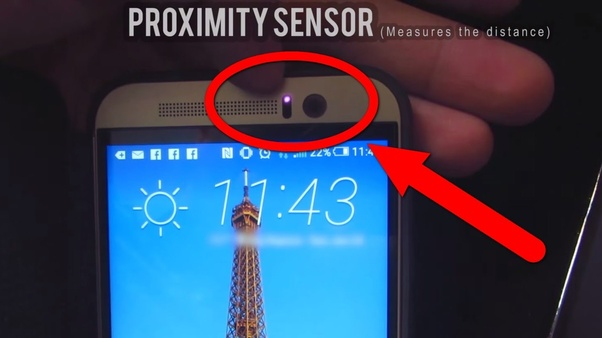 PROXIMITY SENSOR (Measures the distance)
22% 11:4
11:43